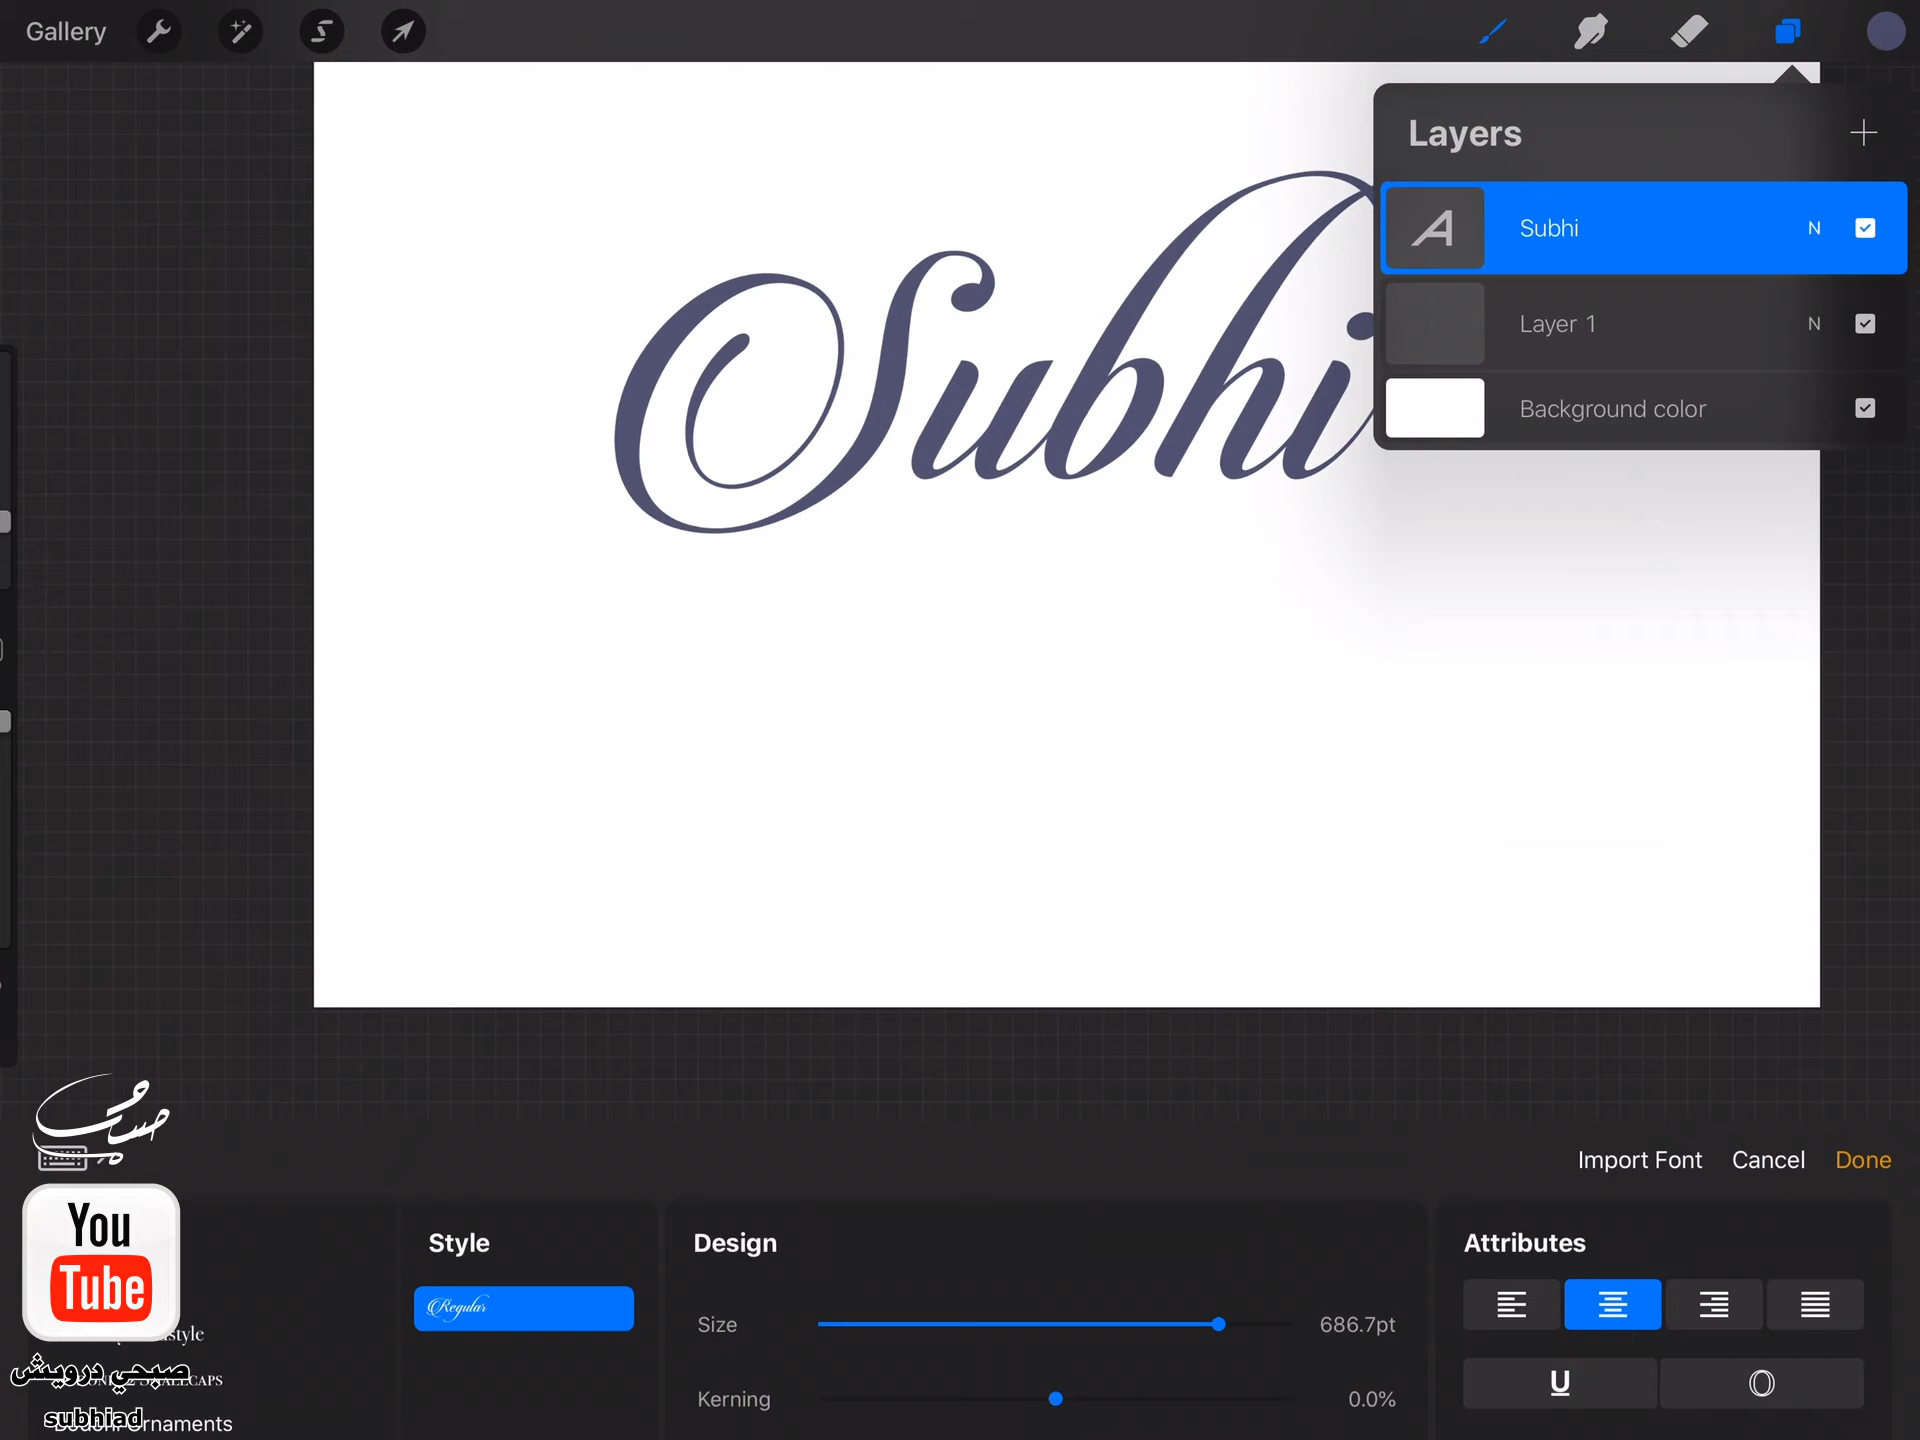 Gallery
Layers
Subhi N
Layer 1 N
Background color
Subhi
صبحي
Import Font Cancel Done
You
Tube
Style
Regular
Design
Size 686.7pt
Kerning 0.0%
Attributes
U O
صبحي درويش
subhiad